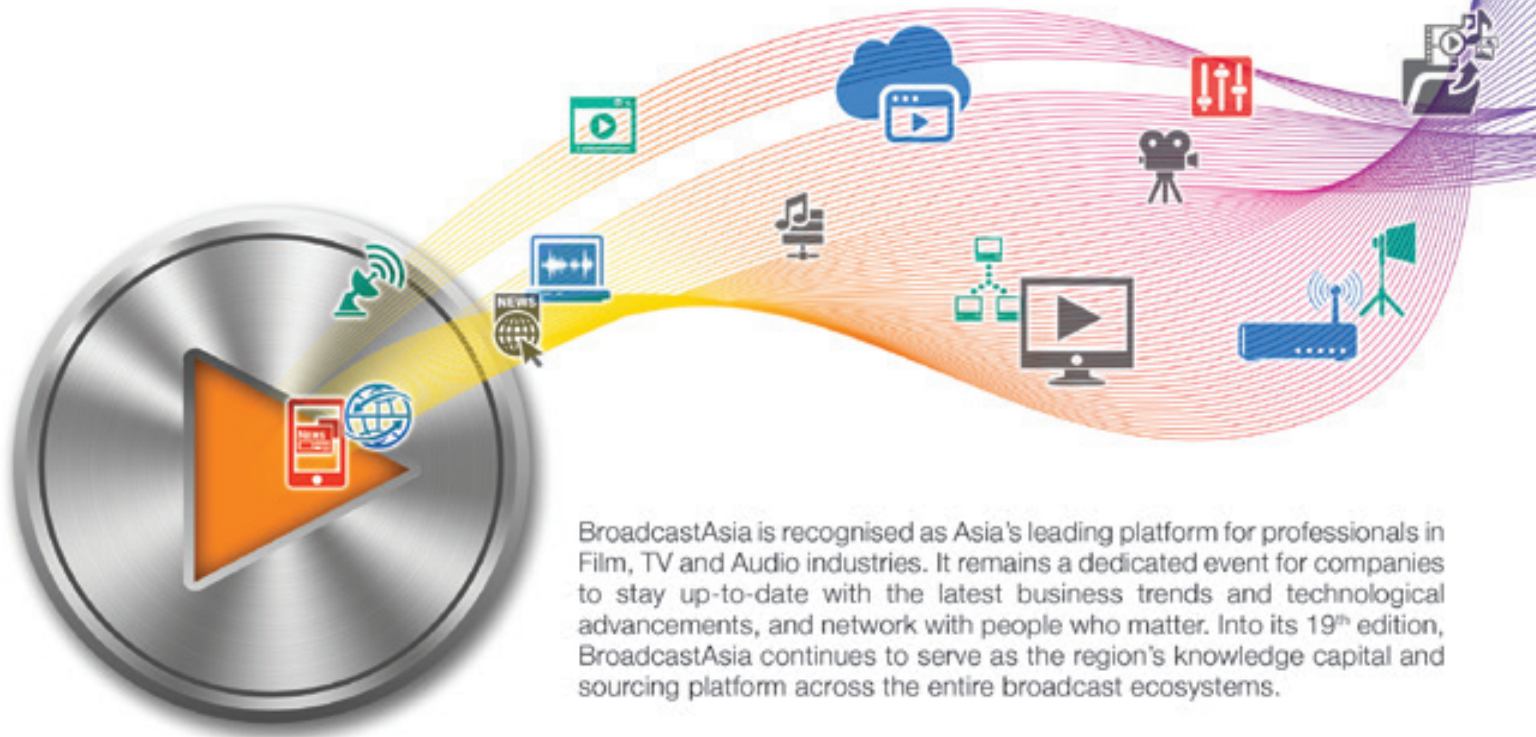 NEWS
NEWS
BroadcastAsia is recognised as Asia's leading platform for professionals in
Film, TV and Audio industries. It remains a dedicated event for companies
to stay up-to-date with the latest business trends and technological
advancements, and network with people who matter. Into its 19th edition,
BroadcastAsia continues to serve as the region's knowledge capital and
sourcing platform across the entire broadcast ecosystems.